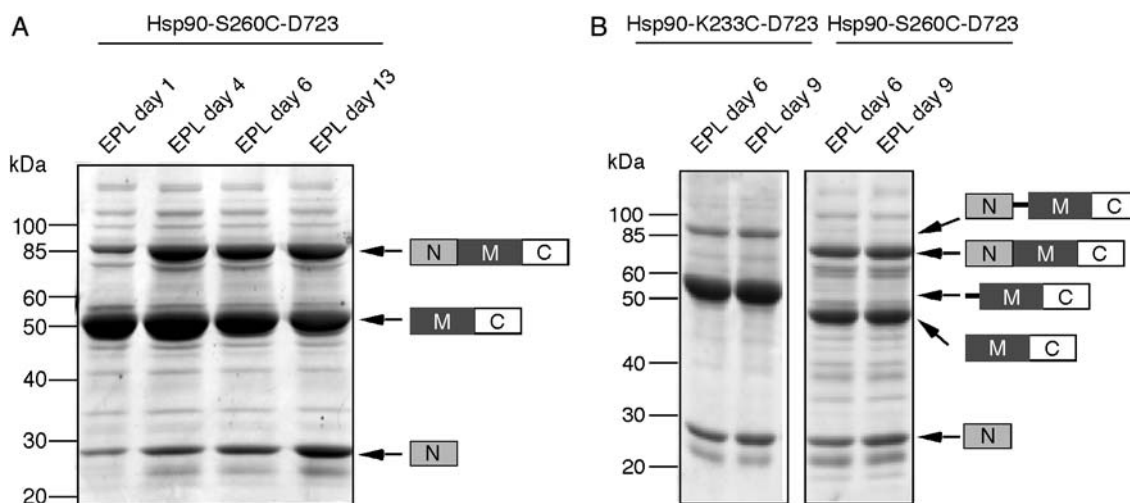 A
Hsp90-S260C-D723
EPL day 1
EPL day 4
EPL day 6
EPL day 13
kDa
100
85
60
50
40
30
20
N M C
M C
N
B
Hsp90-K233C-D723
Hsp90-S260C-D723
EPL day 6
EPL day 9
EPL day 6
EPL day 9
kDa
100
85
60
50
40
30
20
N M C
N M C
M C
M C
N